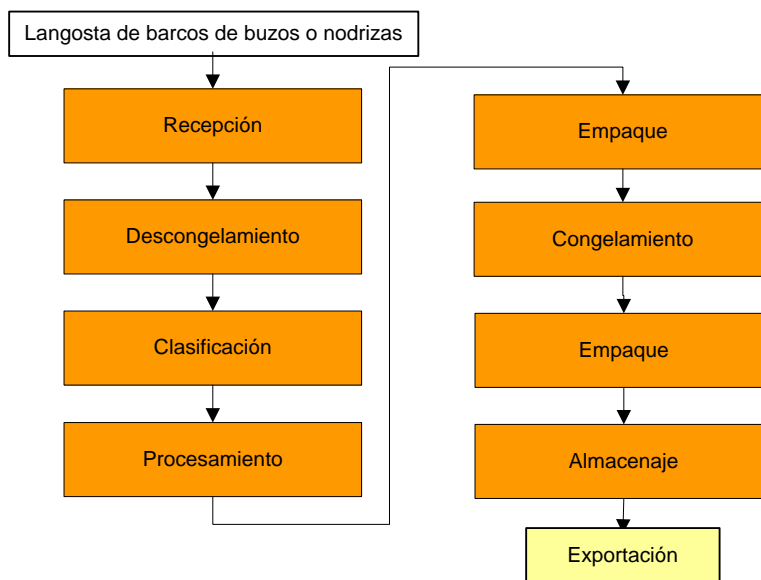 Langosta de barcos de buzos o nodrizas
Recepción
Descongelamiento
Clasificación
Procesamiento
Empaque
Congelamiento
Empaque
Almacenaje
Exportación